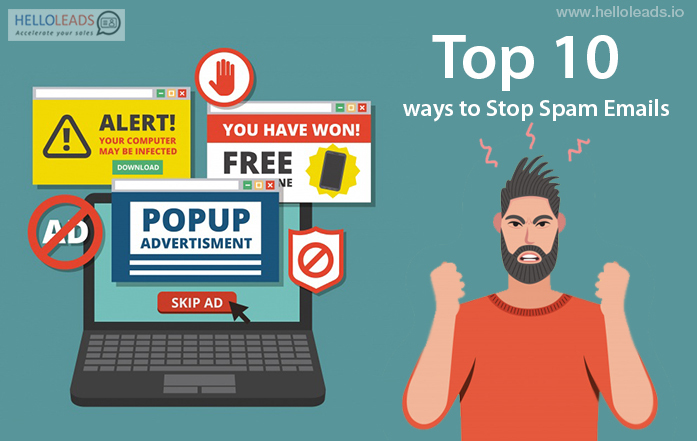 HELLOLEADS
Accelerate your sales
www.helloleads.io
Top 10
ways to Stop Spam Emails
ALERT!
YOUR COMPUTER
MAY BE INFECTED
DOWNLOAD
YOU HAVE WON!
FREE
NE
AD
POPUP
ADVERTISMENT
SKIP AD